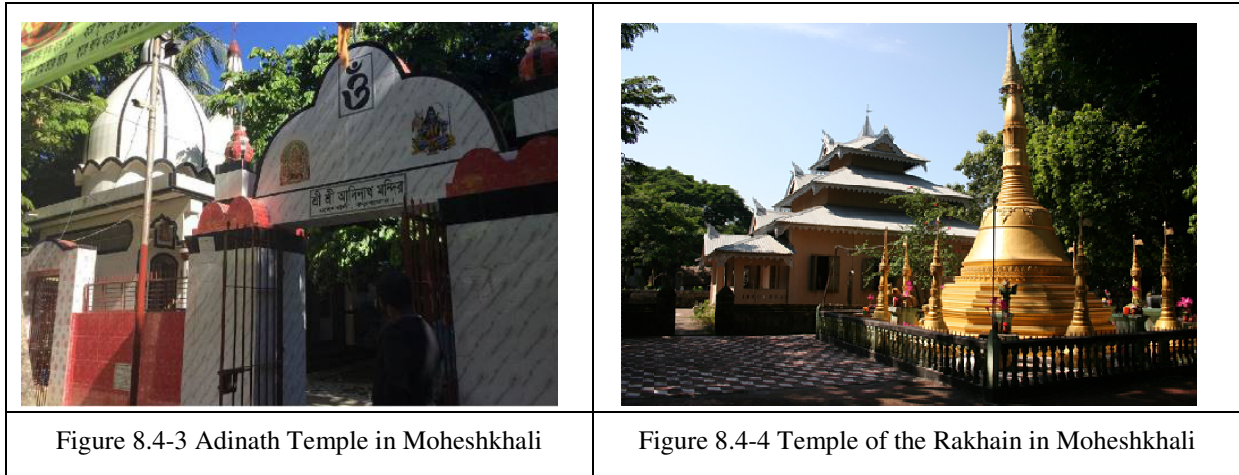 ওঁ
শ্রী শ্রী আদিনাথ মন্দির
Figure 8.4-3 Adinath Temple in Moheshkhali
Figure 8.4-4 Temple of the Rakhain in Moheshkhali